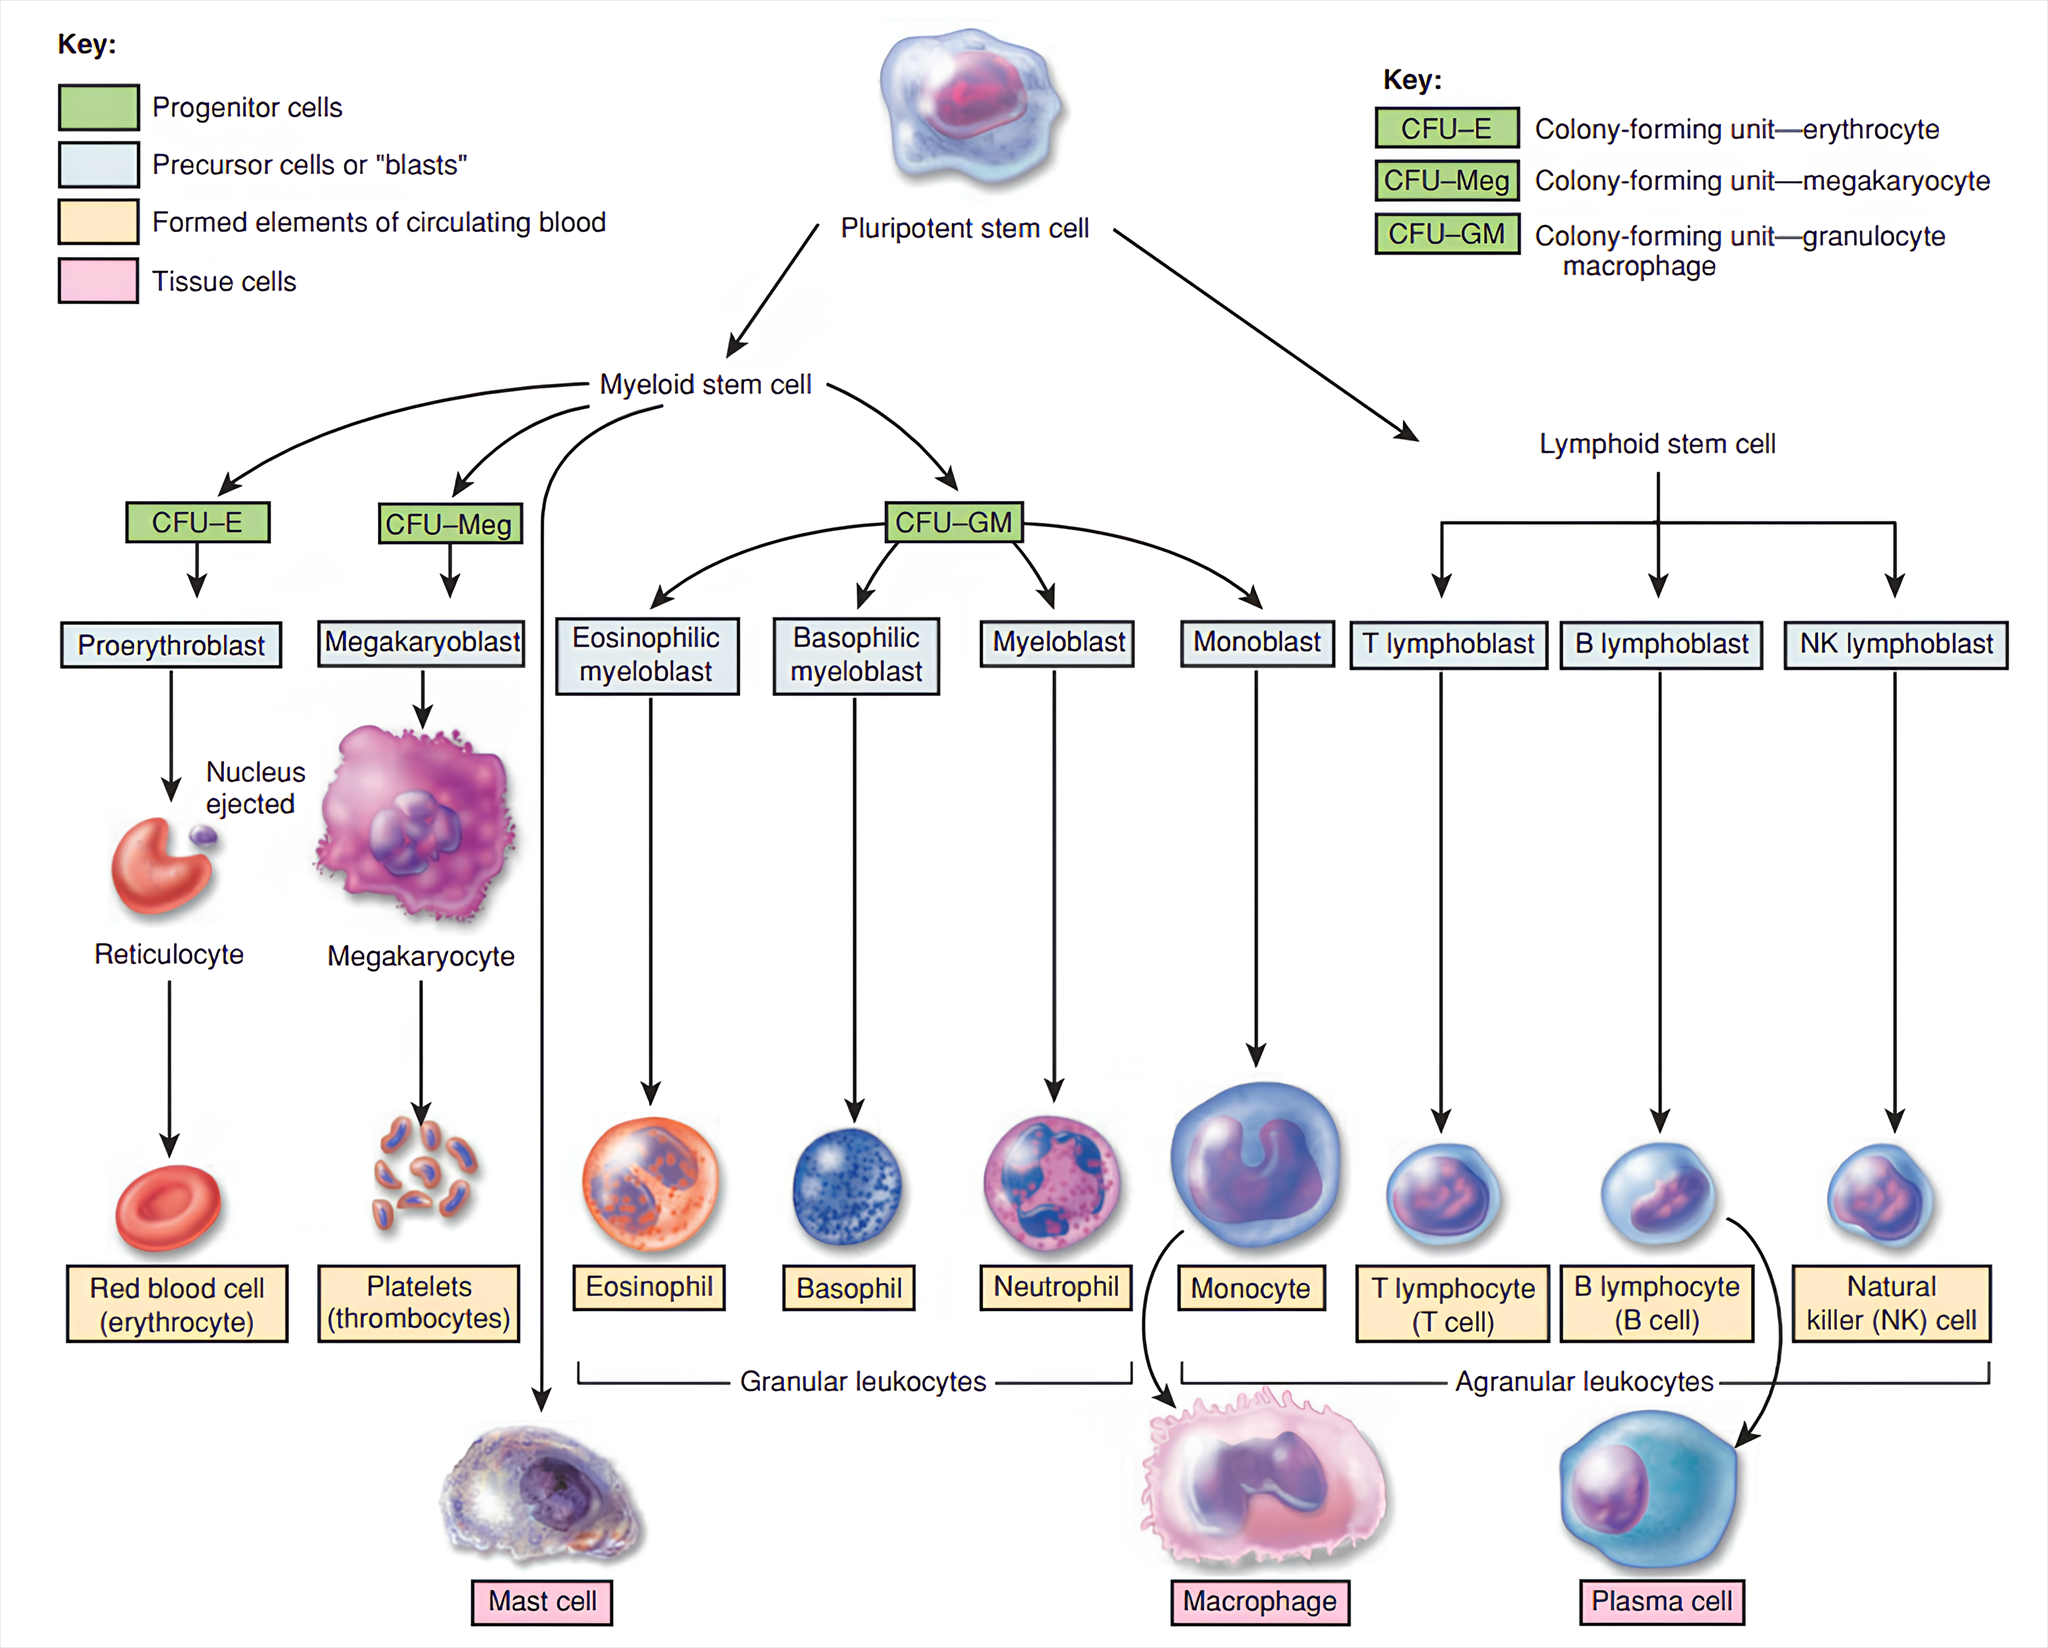 Key:
Progenitor cells
Precursor cells or "blasts"
Formed elements of circulating blood
Tissue cells
Key:
CFU–E Colony-forming unit—erythrocyte
CFU–Meg Colony-forming unit—megakaryocyte
CFU–GM Colony-forming unit—granulocyte
macrophage
Pluripotent stem cell
Myeloid stem cell
Lymphoid stem cell
CFU–E
CFU–Meg
CFU–GM
Proerythroblast
Megakaryoblast
Eosinophilic
myeloblast
Basophilic
myeloblast
Myeloblast
Monoblast
T lymphoblast
B lymphoblast
NK lymphoblast
Nucleus
ejected
Reticulocyte
Megakaryocyte
Red blood cell
(erythrocyte)
Platelets
(thrombocytes)
Eosinophil
Basophil
Neutrophil
Monocyte
T lymphocyte
(T cell)
B lymphocyte
(B cell)
Natural
killer (NK) cell
Granular leukocytes
Agranular leukocytes
Mast cell
Macrophage
Plasma cell